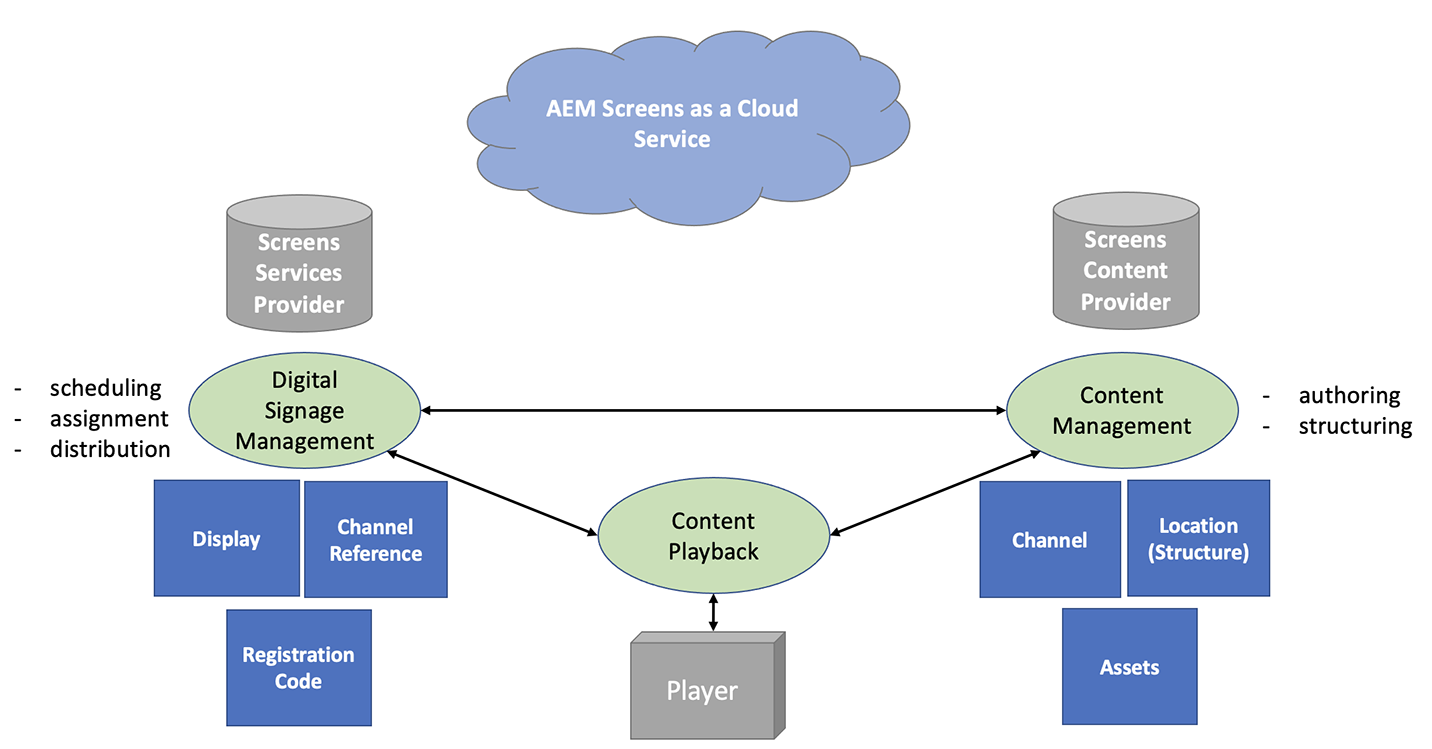 AEM Screens as a Cloud
Service
Screens
Services
Provider
Screens
Content
Provider
- scheduling
- assignment
- distribution
Digital
Signage
Management
Content
Management
- authoring
- structuring
Display
Channel
Reference
Registration
Code
Content
Playback
Player
Channel
Location
(Structure)
Assets